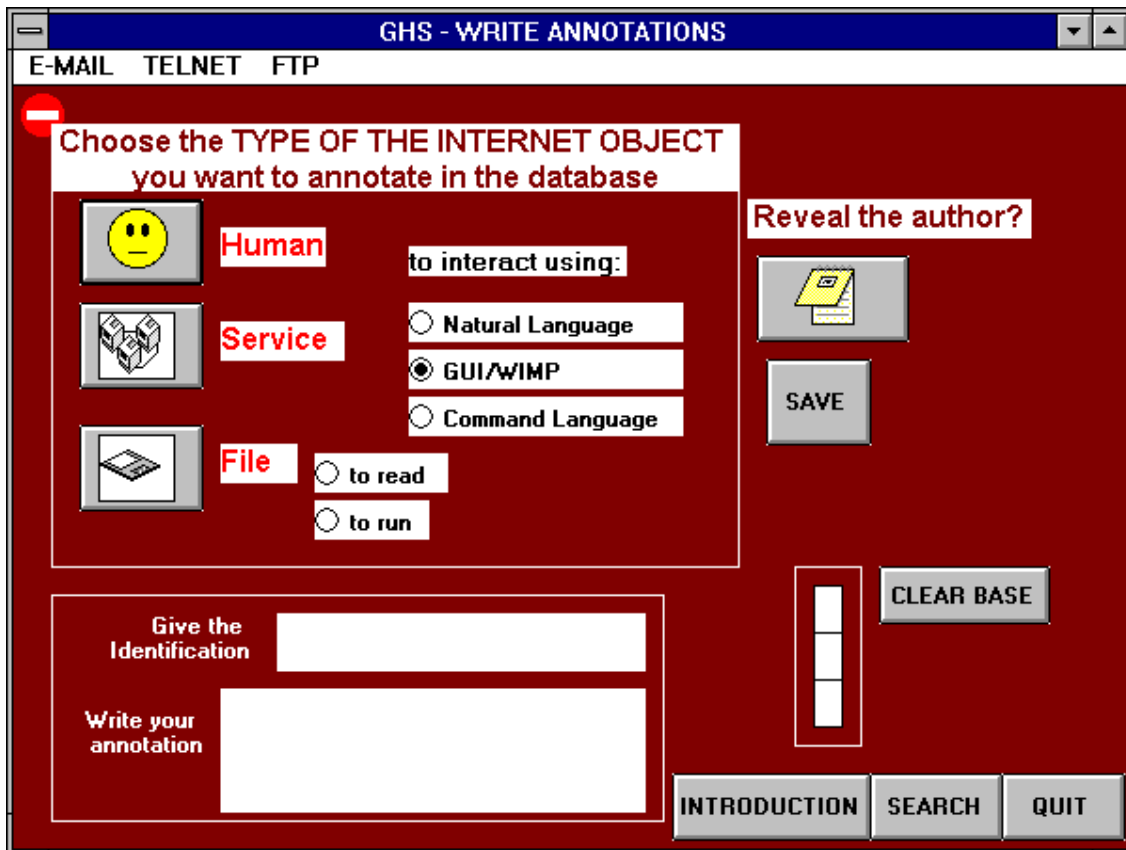 GHS - WRITE ANNOTATIONS
E-MAIL TELNET FTP
Choose the TYPE OF THE INTERNET OBJECT
you want to annotate in the database
Human
to interact using:
Service
Natural Language
GUI/WIMP
Command Language
File
to read
to run
Reveal the author?
SAVE
CLEAR BASE
Give the
Identification
Write your
annotation
INTRODUCTION SEARCH QUIT